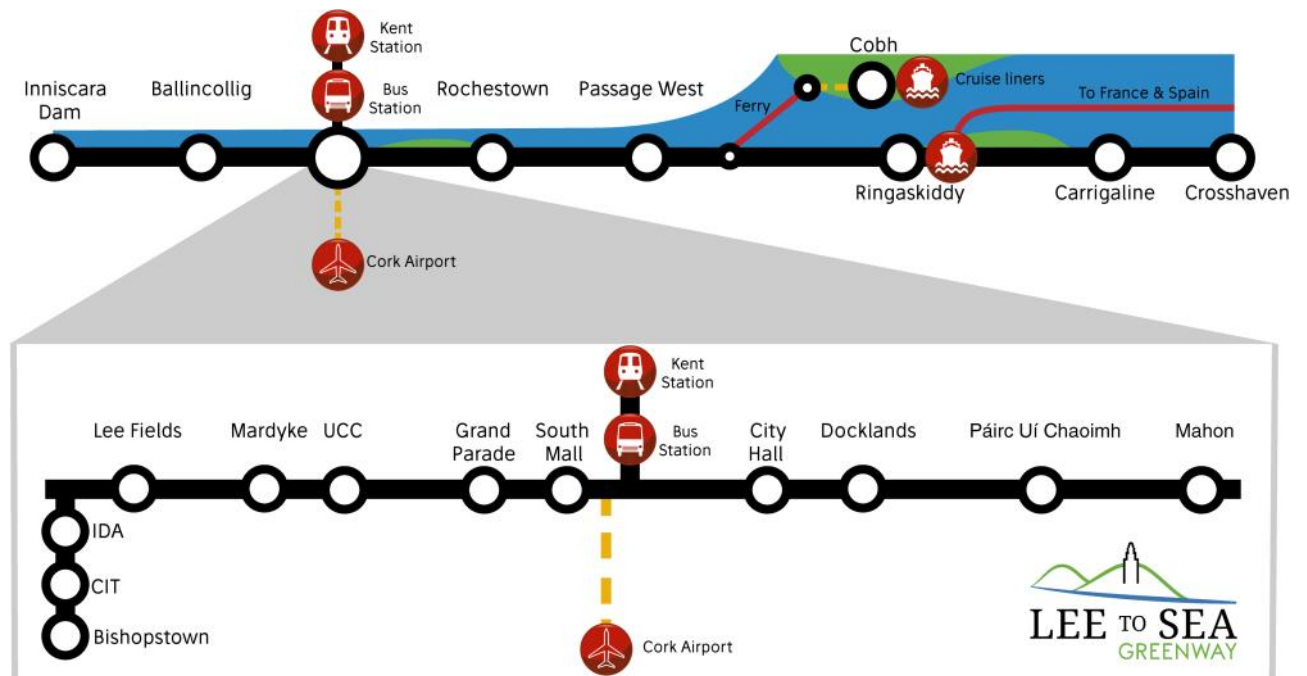 Kent
Station
Cobh
Inniscara
Dam
Ballincollig
Bus
Station
Rochestown
Passage West
Cruise liners
Ferry
To France & Spain
Ringaskiddy
Carrigaline
Crosshaven
Cork Airport
Kent
Station
Lee Fields
Mardyke
UCC
Grand
Parade
South
Mall
Bus
Station
City
Hall
Docklands
Páirc Uí Chaoimh
Mahon
IDA
CIT
Bishopstown
Cork Airport
LEE TO SEA
GREENWAY